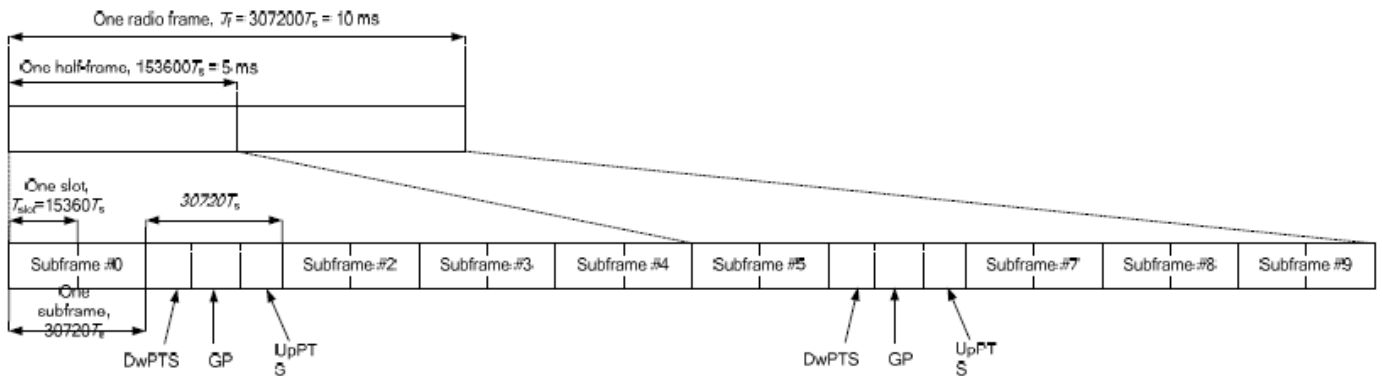 One radio frame, Tf = 307200Ts = 10 ms
One half-frame, 153600Ts = 5 ms
One slot,
Tslot=15360Ts
30720Ts
Subframe #0
Subframe #2
Subframe #3
Subframe #4
Subframe #5
Subframe #7
Subframe #8
Subframe #9
One
subframe,
30720Ts
DwPTS
GP
UpPT
S
DwPTS
GP
UpPT
S